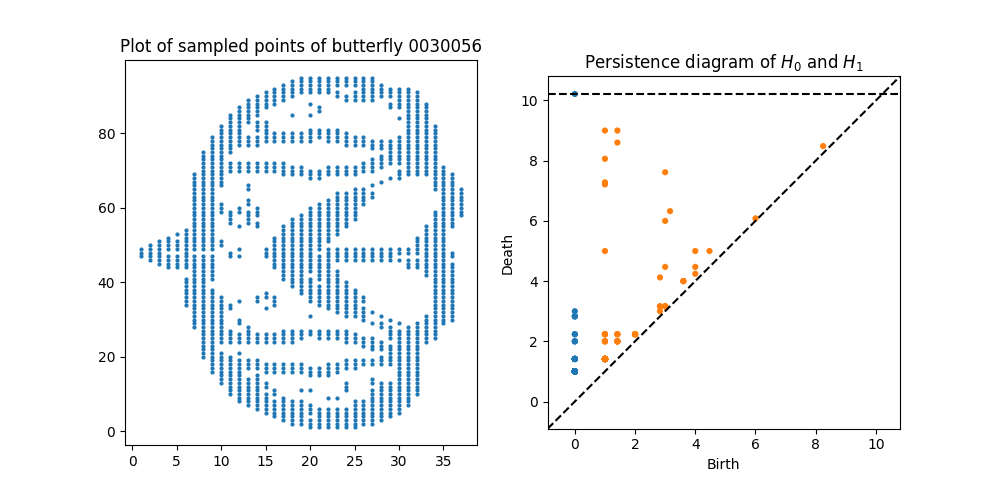 Plot of sampled points of butterfly 0030056
80
60
40
20
0
0 5 10 15 20 25 30 35
Persistence diagram of H₀ and H₁
Death
10
8
6
4
2
0
0 2 4 6 8 10
Birth